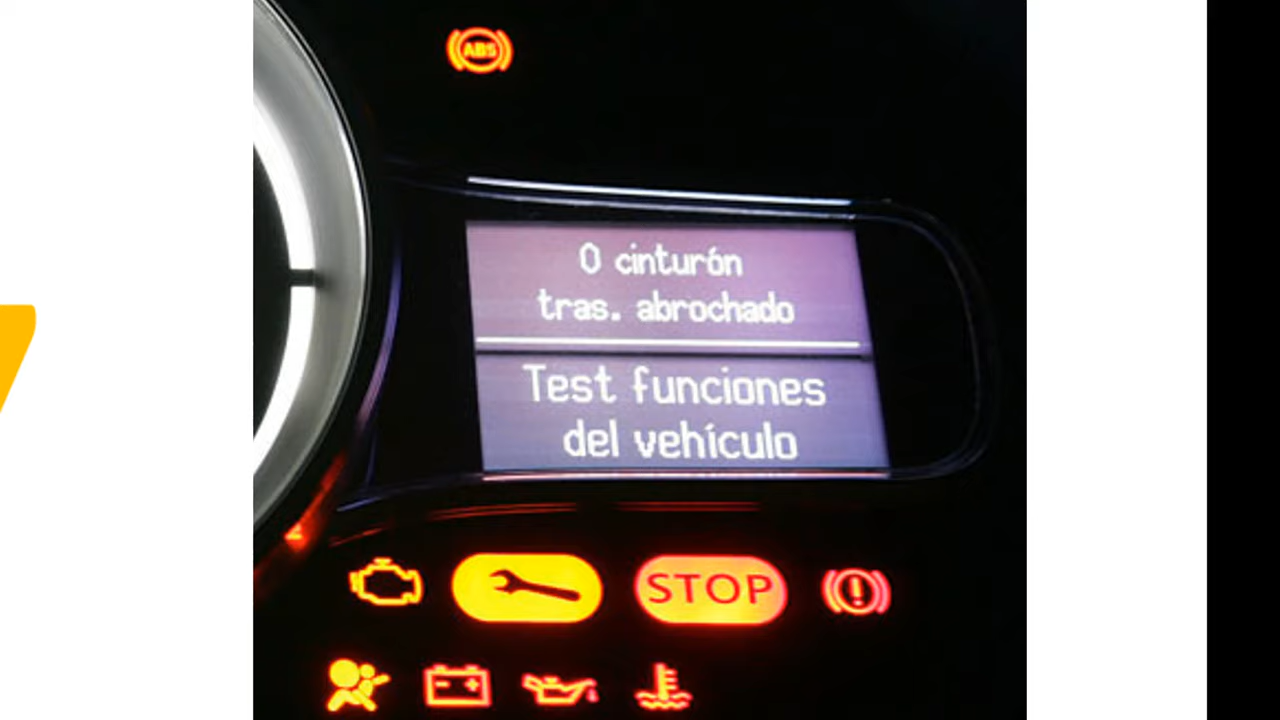 ABS
0 cinturón
tras. abrochado
Test funciones
del vehículo
STOP